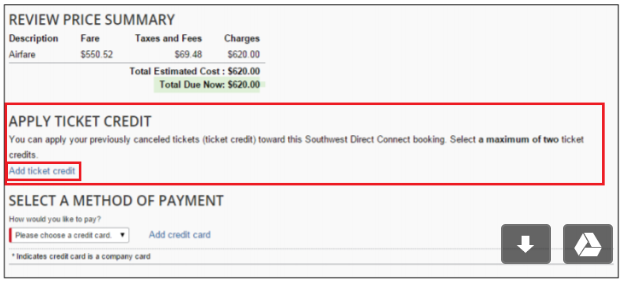 REVIEW PRICE SUMMARY
Description Fare Taxes and Fees Charges
Airfare $550.52 $69.48 $620.00
Total Estimated Cost : $620.00
Total Due Now: $620.00
APPLY TICKET CREDIT
You can apply your previously canceled tickets (ticket credit) toward this Southwest Direct Connect booking. Select a maximum of two ticket
credits.
Add ticket credit
SELECT A METHOD OF PAYMENT
How would you like to pay?
Please choose a credit card. Add credit card
* Indicates credit card is a company card